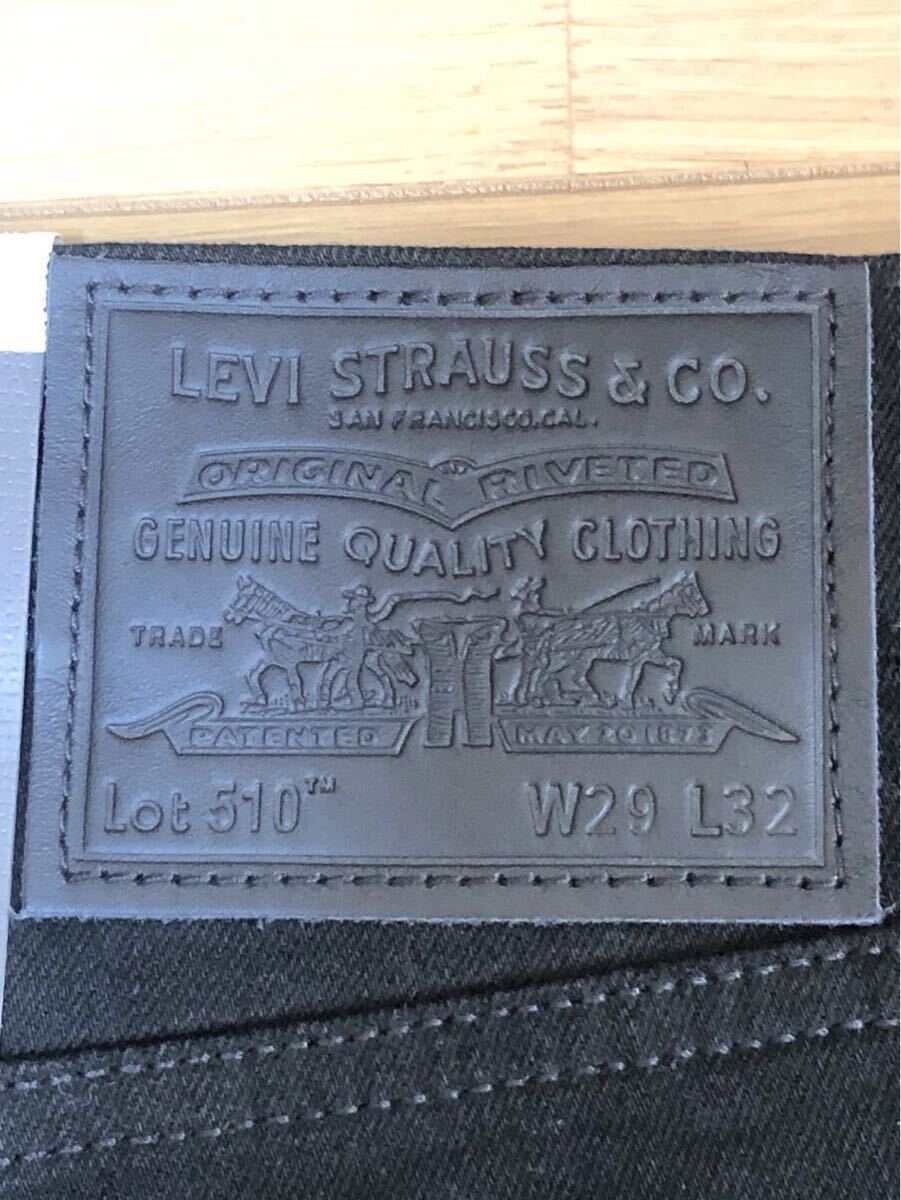 LEVI STRAUSS & CO.
SAN FRANCISCO,CAL.
ORIGINAL RIVETED
GENUINE QUALITY CLOTHING
TRADE MARK
PATENTED MAY 20 1873
Lot 510™ W29 L32